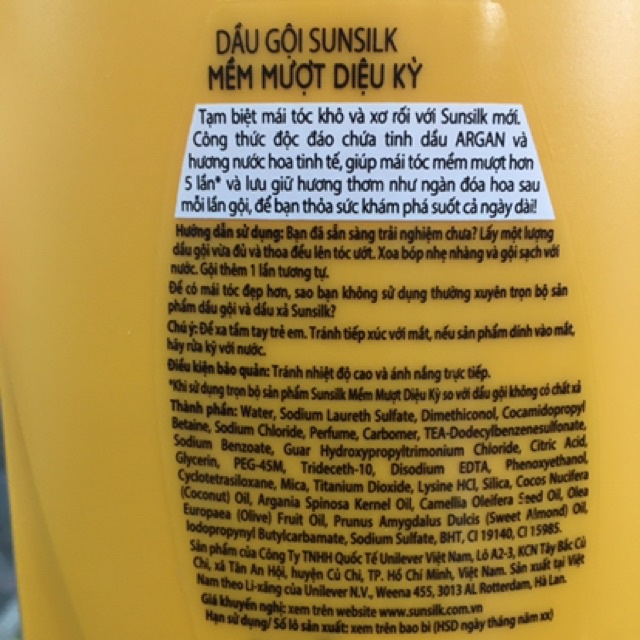 DẦU GỘI SUNSILK
MỀM MƯỢT DIỆU KỲ
Tạm biệt mái tóc khô và xơ rối với Sunsilk mới.
Công thức độc đáo chứa tinh dầu ARGAN và
hương nước hoa tinh tế, giúp mái tóc mềm mượt hơn
5 lần* và lưu giữ hương thơm như ngàn đóa hoa sau
mỗi lần gội, để bạn thỏa sức khám phá suốt cả ngày dài!
Hướng dẫn sử dụng: Bạn đã sẵn sàng trải nghiệm chưa? Lấy một lượng
dầu gội vừa đủ và thoa đều lên tóc ướt. Xoa bóp nhẹ nhàng và gội sạch với
nước. Gội thêm 1 lần tương tự.
Để có mái tóc đẹp hơn, sao bạn không sử dụng thường xuyên trọn bộ sản
phẩm dầu gội và dầu xả Sunsilk?
Chú ý: Để xa tầm tay trẻ em. Tránh tiếp xúc với mắt, nếu sản phẩm dính vào mắt,
hãy rửa kỹ với nước.
Điều kiện bảo quản: Tránh nhiệt độ cao và ánh nắng trực tiếp.
*Khi sử dụng trọn bộ sản phẩm Sunsilk Mềm Mượt Diệu Kỳ so với dầu gội không có chất xả
Thành phần: Water, Sodium Laureth Sulfate, Dimethiconol, Cocamidopropyl
Betaine, Sodium Chloride, Perfume, Carbomer, TEA-Dodecylbenzenesulfonate,
Sodium Benzoate, Guar Hydroxypropyltrimonium Chloride, Citric Acid,
Glycerin, PEG-45M, Trideceth-10, Disodium EDTA, Phenoxyethanol,
Cyclotetrasiloxane, Mica, Titanium Dioxide, Lysine HCl, Silica, Cocos Nucifera
(Coconut) Oil, Argania Spinosa Kernel Oil, Camellia Oleifera Seed Oil, Olea
Europaea (Olive) Fruit Oil, Prunus Amygdalus Dulcis (Sweet Almond) Oil,
Iodopropynyl Butylcarbamate, Sodium Sulfate, BHT, CI 19140, CI 15985.
Sản phẩm của Công Ty TNHH Quốc Tế Unilever Việt Nam, Lô A2-3, KCN Tây Bắc Củ
Chi, xã Tân An Hội, huyện Củ Chi, TP. Hồ Chí Minh, Việt Nam. Sản xuất tại Việt
Nam theo Li-xăng của Unilever N.V., Weena 455, 3013 AL Rotterdam, Hà Lan.
Giá khuyến nghị: xem trên website www.sunsilk.com.vn
Hạn sử dụng/ Số lô sản xuất: xem trên bao bì (HSD ngày tháng năm xx)